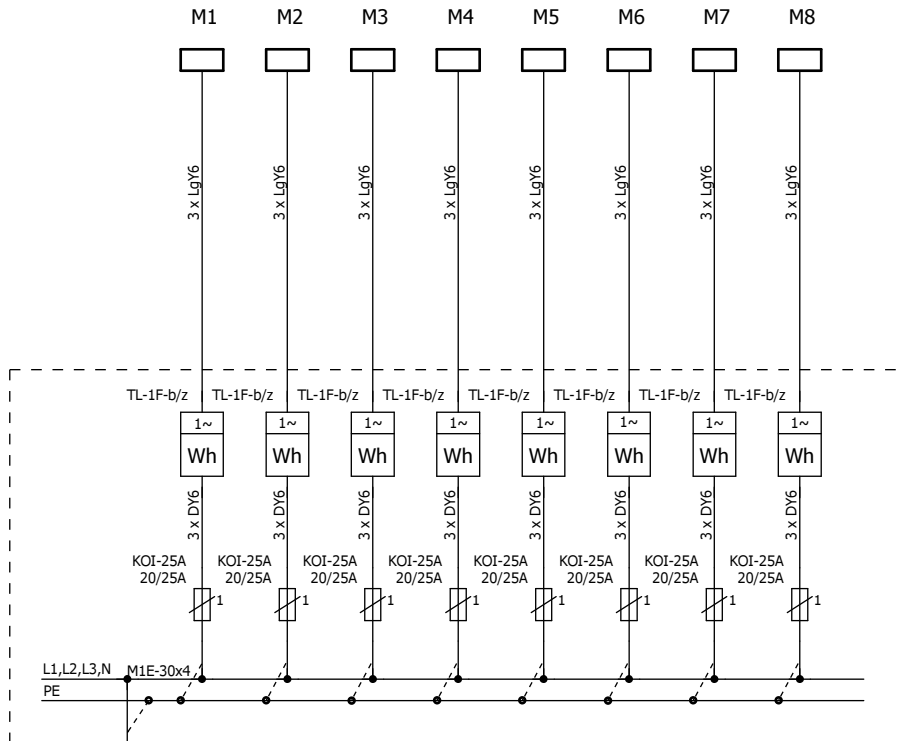 M1 M2 M3 M4 M5 M6 M7 M8
3 x LgY6 3 x LgY6 3 x LgY6 3 x LgY6 3 x LgY6 3 x LgY6 3 x LgY6 3 x LgY6
TL-1F-b/z TL-1F-b/z TL-1F-b/z TL-1F-b/z TL-1F-b/z TL-1F-b/z TL-1F-b/z TL-1F-b/z
1~ 1~ 1~ 1~ 1~ 1~ 1~ 1~
Wh Wh Wh Wh Wh Wh Wh Wh
3 x DY6 3 x DY6 3 x DY6 3 x DY6 3 x DY6 3 x DY6 3 x DY6 3 x DY6
KOI-25A KOI-25A KOI-25A KOI-25A KOI-25A KOI-25A KOI-25A KOI-25A
20/25A 20/25A 20/25A 20/25A 20/25A 20/25A 20/25A 20/25A
1 1 1 1 1 1 1 1
L1,L2,L3,N M1E-30x4
PE